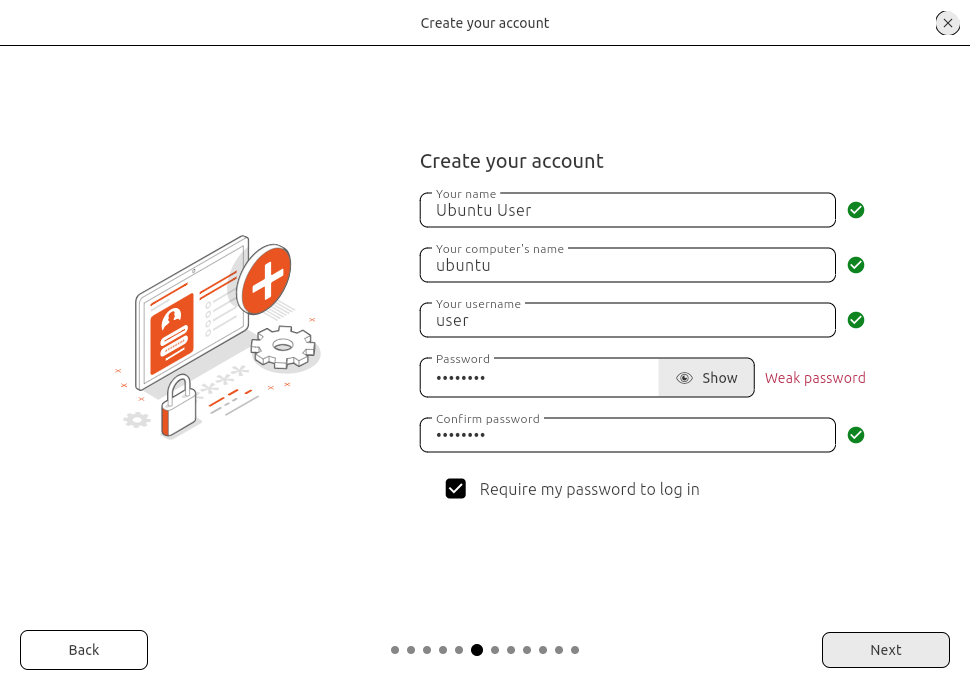 Create your account
Create your account
Your name
Ubuntu User
Your computer's name
ubuntu
Your username
user
Password
••••••••
Show
Weak password
Confirm password
••••••••
Require my password to log in
Back
Next